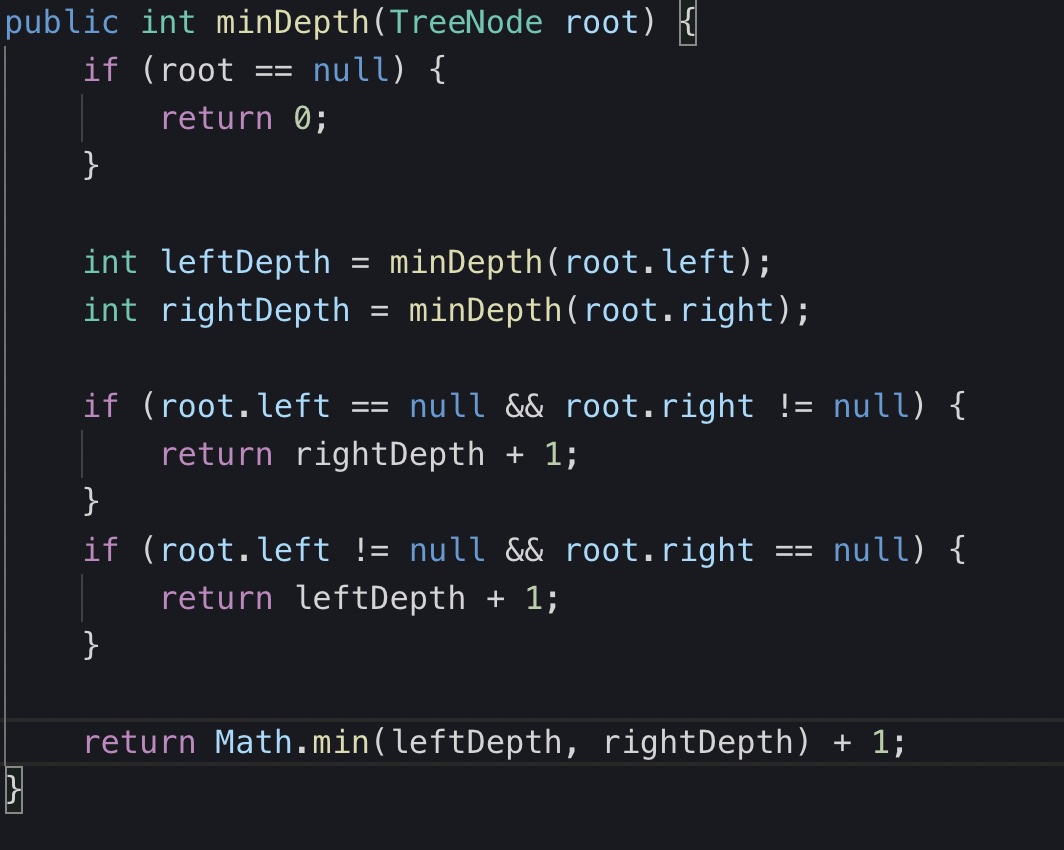 public int minDepth(TreeNode root) {
    if (root == null) {
        return 0;
    }

    int leftDepth = minDepth(root.left);
    int rightDepth = minDepth(root.right);

    if (root.left == null && root.right != null) {
        return rightDepth + 1;
    }
    if (root.left != null && root.right == null) {
        return leftDepth + 1;
    }

    return Math.min(leftDepth, rightDepth) + 1;
}